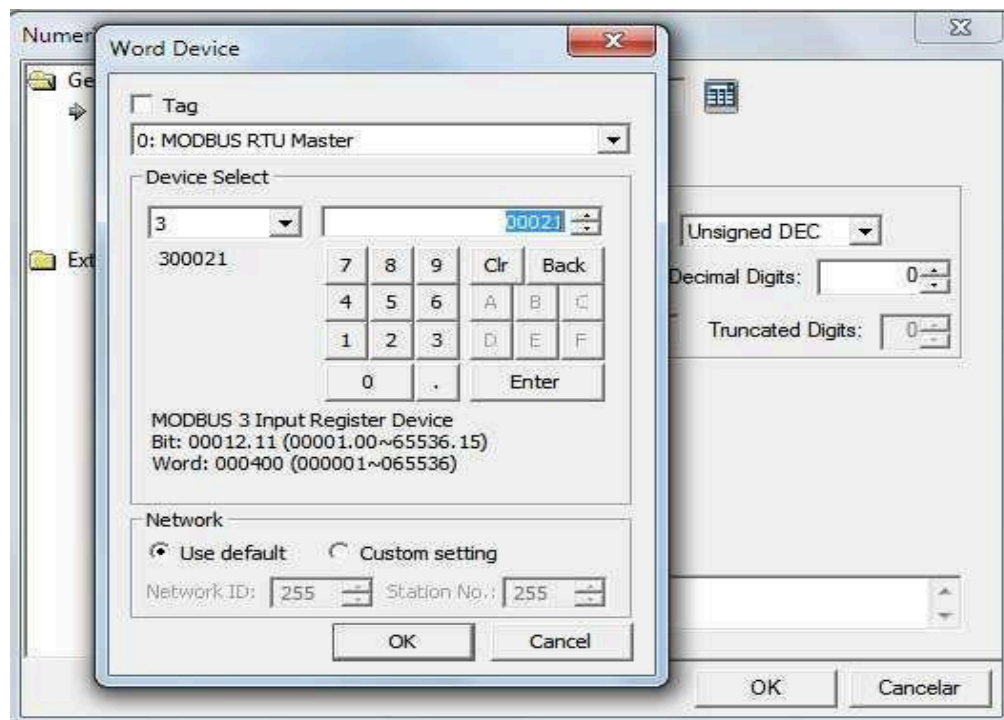 Numer
Word Device
Ge
Tag
0: MODBUS RTU Master
Device Select
3
00021
300021
7 8 9 Clr Back
4 5 6 A B C
1 2 3 D E F
0 . Enter
MODBUS 3 Input Register Device
Bit: 00012.11 (00001.00~65536.15)
Word: 000400 (000001~065536)
Network
Use default
Custom setting
Network ID: 255
Station No.: 255
OK
Cancel
Ext
Unsigned DEC
Decimal Digits: 0
Truncated Digits: 0
OK
Cancelar